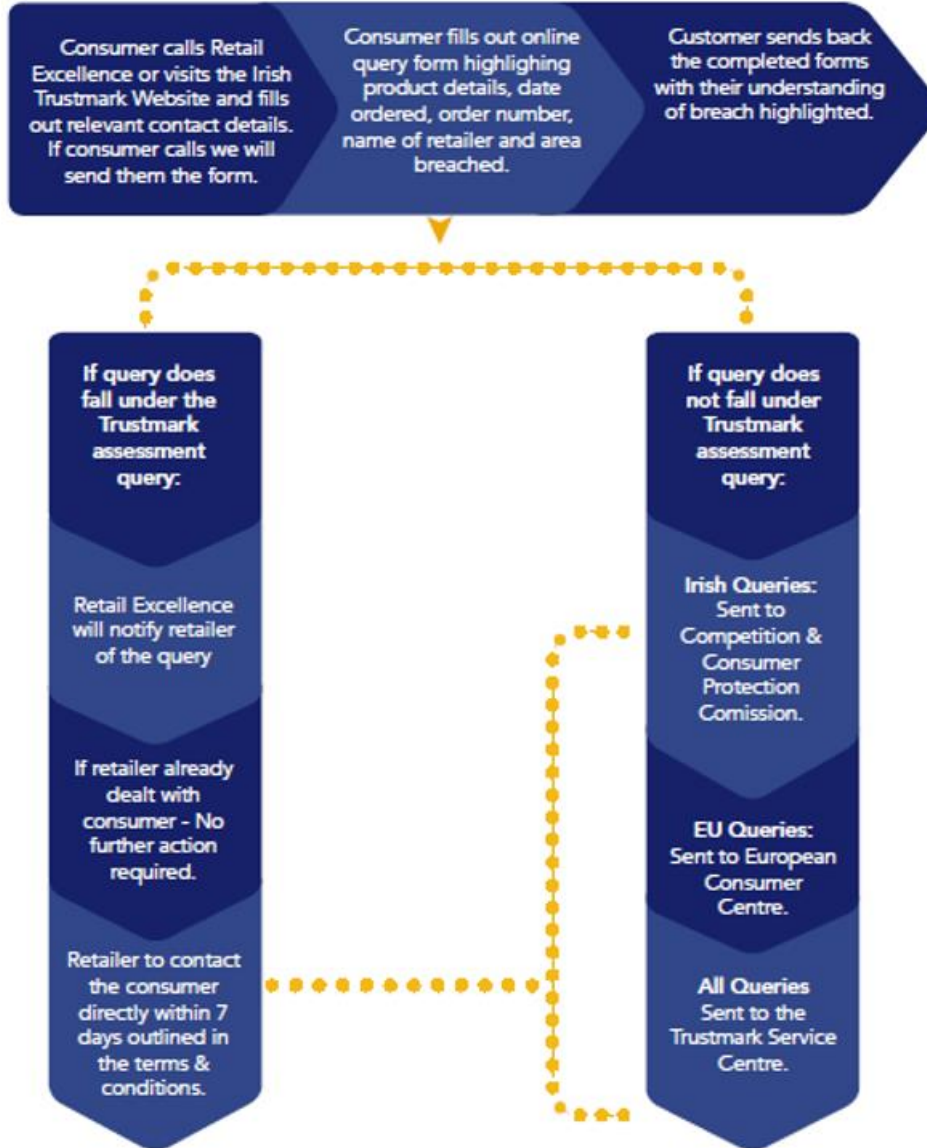 Consumer calls Retail
Excellence or visits the Irish
Trustmark Website and fills
out relevant contact details.
If consumer calls we will
send them the form.
Consumer fills out online
query form highlighing
product details, date
ordered, order number,
name of retailer and area
breached.
Customer sends back
the completed forms
with their understanding
of breach highlighted.
If query does
fall under the
Trustmark
assessment
query:
Retail Excellence
will notify retailer
of the query
If retailer already
dealt with
consumer - No
further action
required.
Retailer to contact
the consumer
directly within 7
days outlined in
the terms &
conditions.
If query does
not fall under
Trustmark
assessment
query:
Irish Queries:
Sent to
Competition &
Consumer
Protection
Comission.
EU Queries:
Sent to European
Consumer
Centre.
All Queries
Sent to the
Trustmark Service
Centre.